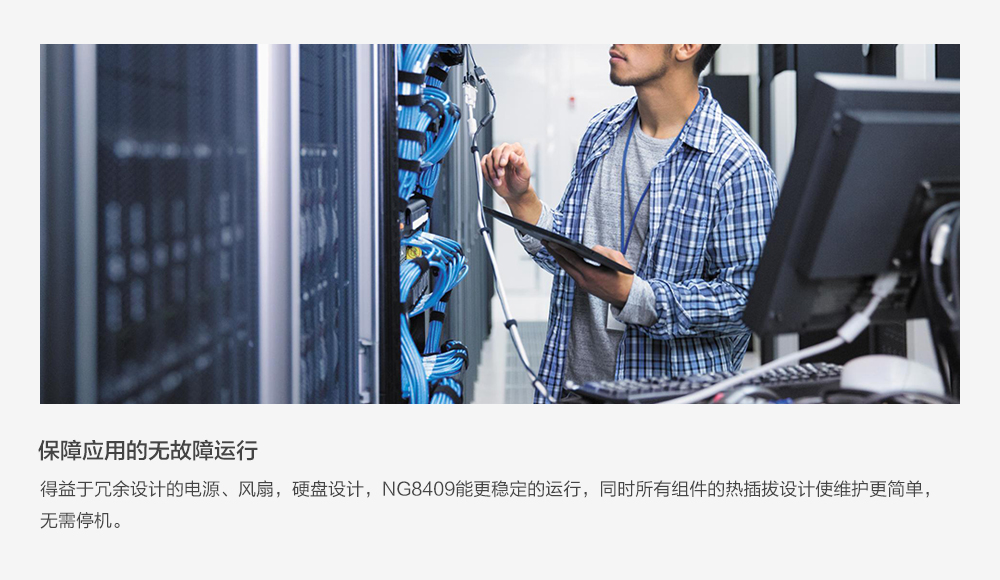 保障应用的无故障运行
得益于冗余设计的电源、风扇，硬盘设计，NG8409能更稳定的运行，同时所有组件的热插拔设计使维护更简单，
无需停机。